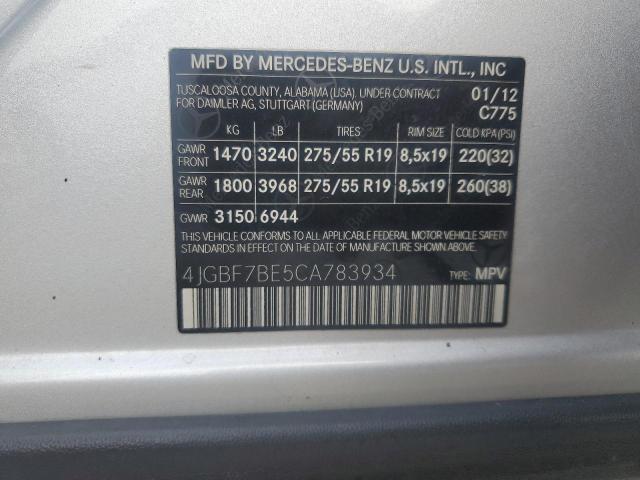 MFD BY MERCEDES-BENZ U.S. INTL., INC
TUSCALOOSA COUNTY, ALABAMA (USA). UNDER CONTRACT 01/12
FOR DAIMLER AG, STUTTGART (GERMANY) C775
KG LB TIRES RIM SIZE COLD KPA (PSI)
GAWR FRONT 1470 3240 275/55 R19 8,5x19 220(32)
GAWR REAR 1800 3968 275/55 R19 8,5x19 260(38)
GVWR 3150 6944
THIS VEHICLE CONFORMS TO ALL APPLICABLE FEDERAL MOTOR VEHICLE SAFETY
STANDARDS IN EFFECT ON THE DATE OF MANUFACTURE SHOWN ABOVE.
4JGBF7BE5CA783934 TYPE: MPV